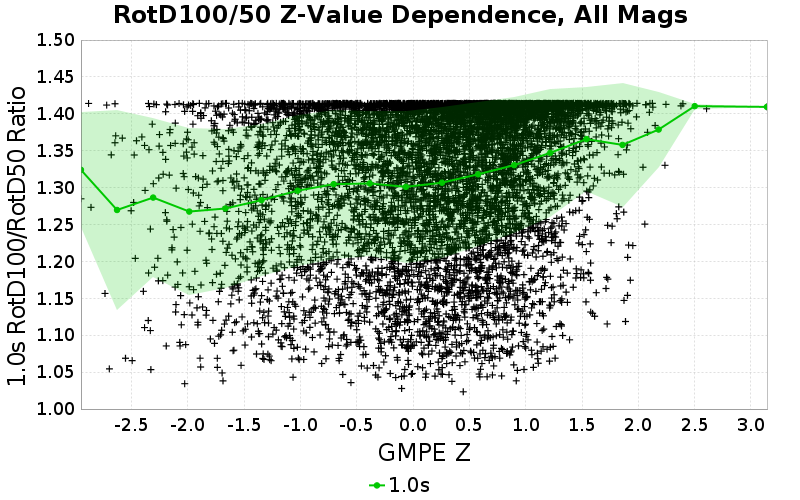 RotD100/50 Z-Value Dependence, All Mags
1.0s RotD100/RotD50 Ratio
1.50
1.45
1.40
1.35
1.30
1.25
1.20
1.15
1.10
1.05
1.00
-2.5 -2.0 -1.5 -1.0 -0.5 0.0 0.5 1.0 1.5 2.0 2.5 3.0
GMPE Z
1.0s